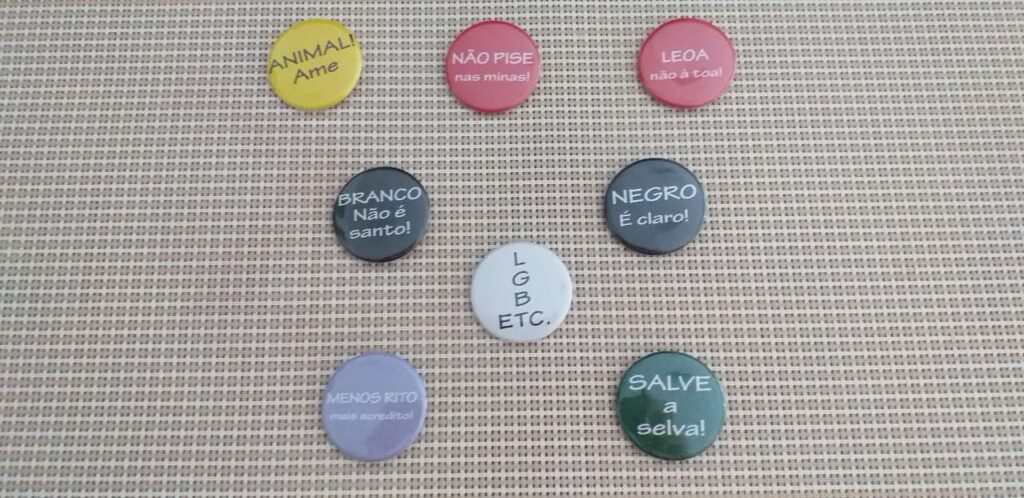 ANIMAL!
Ame
NÃO PISE
nas minas!
LEOA
não à toa!
BRANCO
Não é
santo!
NEGRO
É claro!
L
G
B
ETC.
MENOS RITO
mais acredito!
SALVE
a
selva!